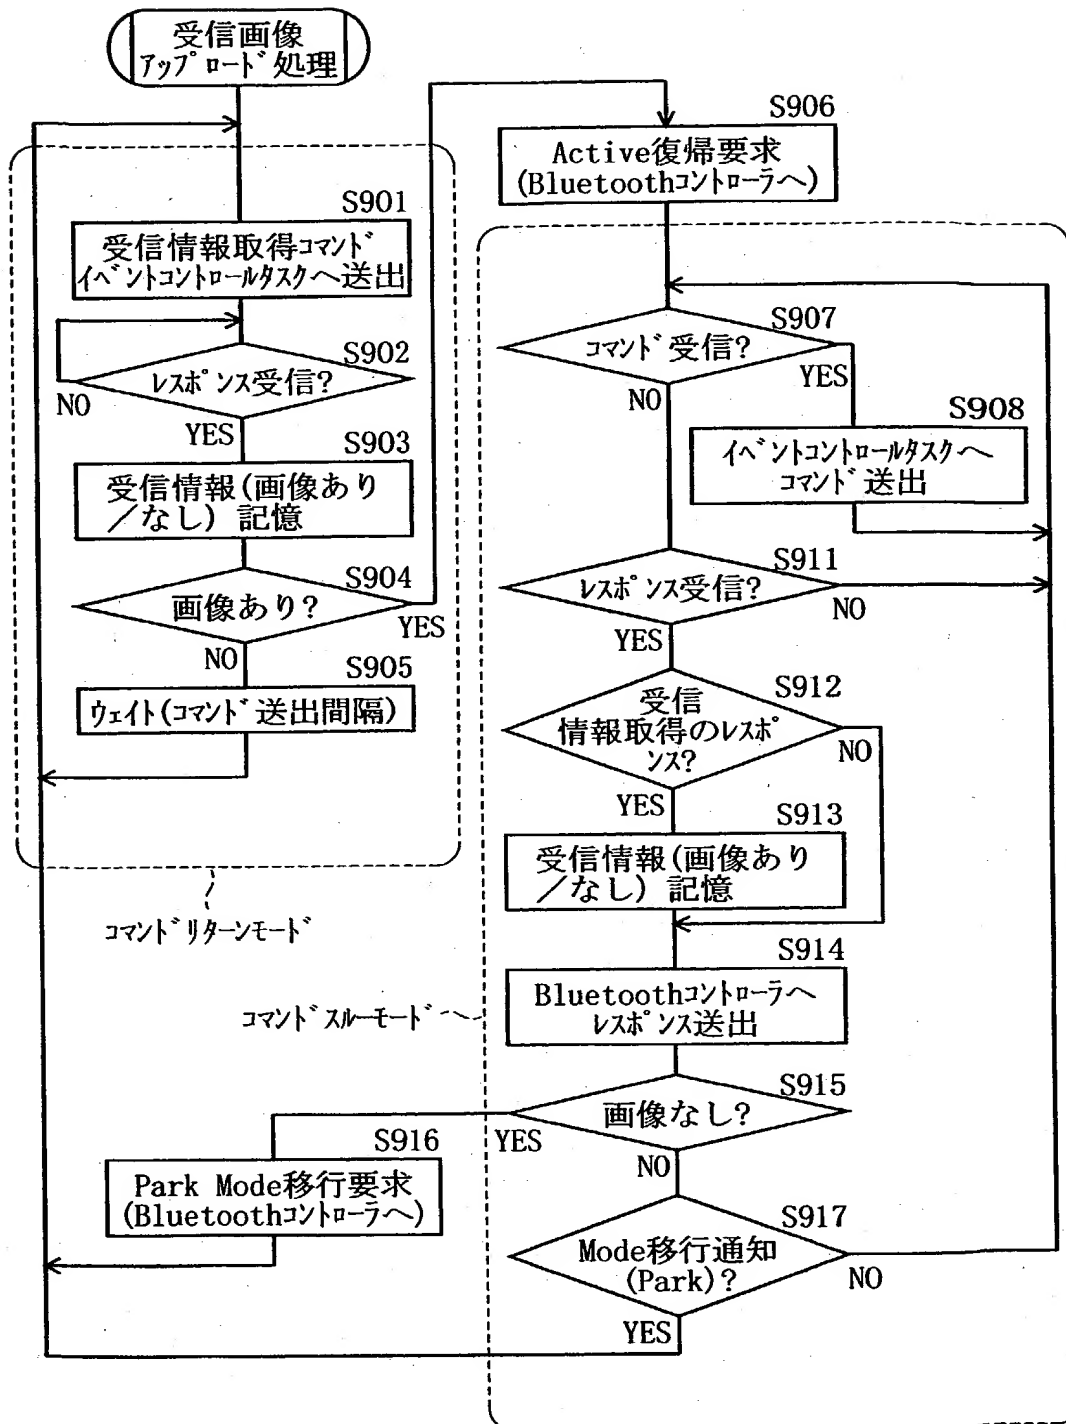 受信画像
アップロード処理
S901
受信情報取得コマンド
イベントコントロールタスクへ送出
S902
レスポンス受信?
NO
YES
S903
受信情報(画像あり
/なし)記憶
S904
画像あり?
YES
NO
S905
ウェイト(コマンド送出間隔)
コマンドリターンモード
S906
Active復帰要求
(Bluetoothコントローラへ)
S907
コマンド受信?
YES
NO
S908
イベントコントロールタスクへ
コマンド送出
S911
レスポンス受信?
NO
YES
S912
受信
情報取得のレスポ
ンス?
NO
YES
S913
受信情報(画像あり
/なし)記憶
S914
Bluetoothコントローラへ
レスポンス送出
コマンドスルーモード
S915
画像なし?
YES
NO
S916
Park Mode移行要求
(Bluetoothコントローラへ)
S917
Mode移行通知
(Park)?
NO
YES